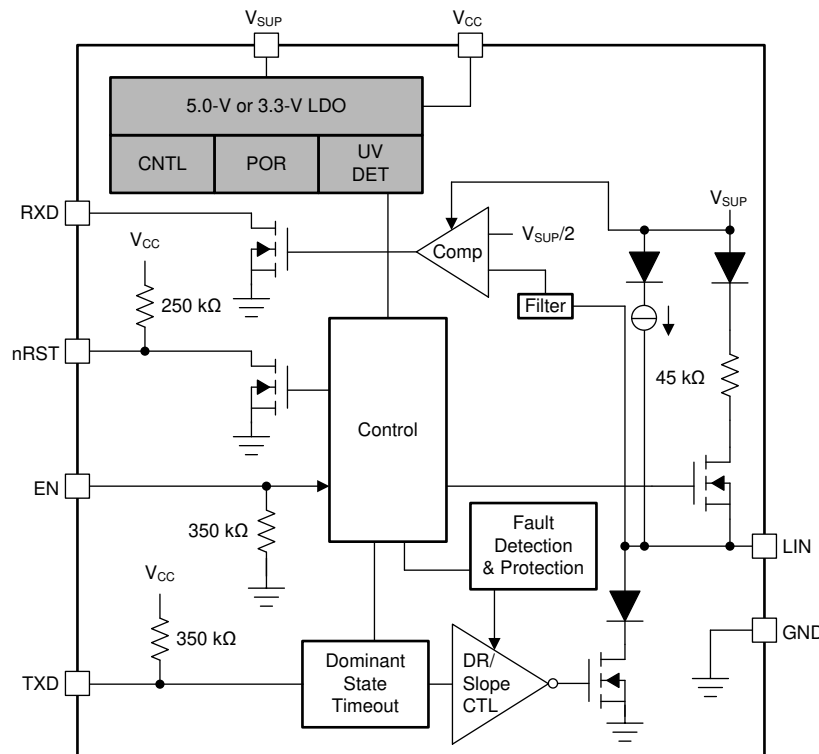 VSUP
VCC
5.0-V or 3.3-V LDO
CNTL
POR
UV
DET
RXD
VSUP
VCC
Comp
VSUP/2
Filter
250 kΩ
nRST
45 kΩ
Control
EN
350 kΩ
Fault
Detection
& Protection
LIN
VCC
350 kΩ
GND
TXD
Dominant
State
Timeout
DR/
Slope
CTL